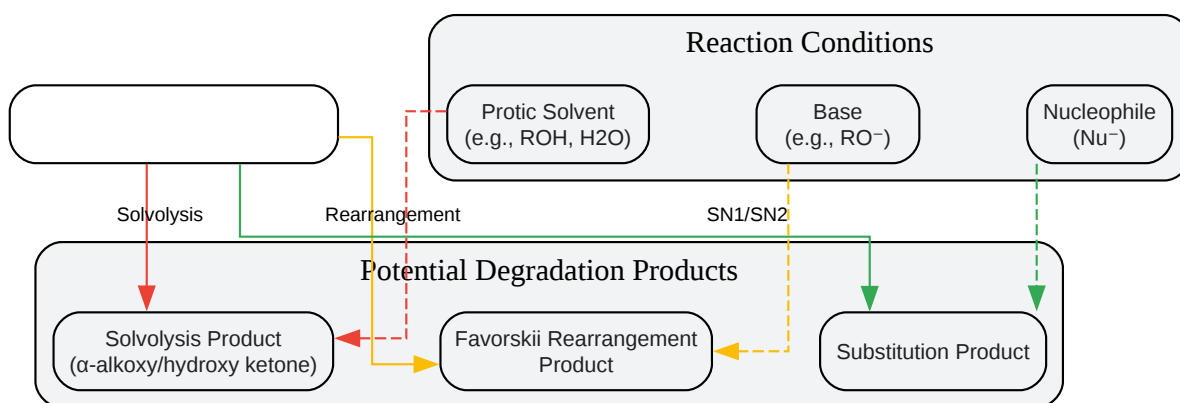 Reaction Conditions
Protic Solvent
(e.g., ROH, H2O)
Base
(e.g., RO⁻)
Nucleophile
(Nu⁻)
Solvolysis
Rearrangement
SN1/SN2
Potential Degradation Products
Solvolysis Product
(α-alkoxy/hydroxy ketone)
Favorskii Rearrangement
Product
Substitution Product